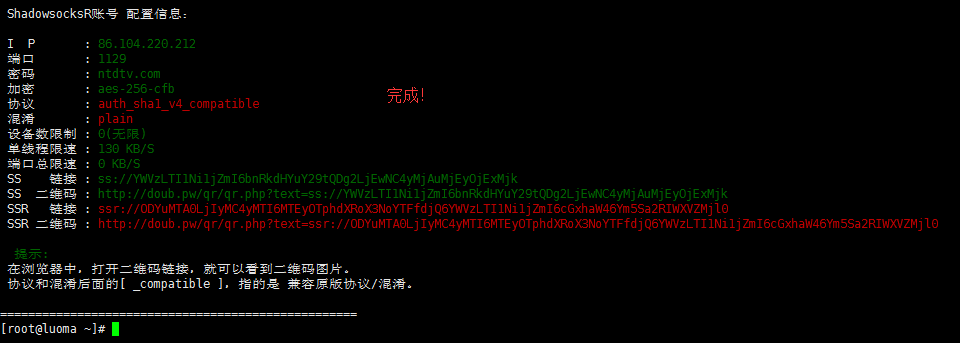 ShadowsocksR账号 配置信息：
I P : 86.104.220.212
端口 : 1129
密码 : ntdtv.com
加密 : aes-256-cfb
协议 : auth_sha1_v4_compatible
完成!
混淆 : plain
设备数限制 : 0(无限)
单线程限速 : 130 KB/S
端口总限速 : 0 KB/S
SS 链接 : ss://YWVzLTI1Ni1jZmI6bnRkdHYuY29tQDg2LjEwNC4yMjAuMjEyOjExMjk
SS 二维码 : http://doub.pw/qr/qr.php?text=ss://YWVzLTI1Ni1jZmI6bnRkdHYuY29tQDg2LjEwNC4yMjAuMjEyOjExMjk
SSR 链接 : ssr://ODYuMTA0LjIyMC4yMTI6MTEyOTphdXRoX3NoYTFfdjQ6YWVzLTI1Ni1jZmI6cGxhaW46Ym5Sa2RIWXVZMjl0
SSR 二维码 : http://doub.pw/qr/qr.php?text=ssr://ODYuMTA0LjIyMC4yMTI6MTEyOTphdXRoX3NoYTFfdjQ6YWVzLTI1Ni1jZmI6cGxhaW46Ym5Sa2RIWXVZMjl0
提示：
在浏览器中，打开二维码链接，就可以看到二维码图片。
协议和混淆后面的[ _compatible ]，指的是 兼容原版协议/混淆。
===================================================
[root@luoma ~]#